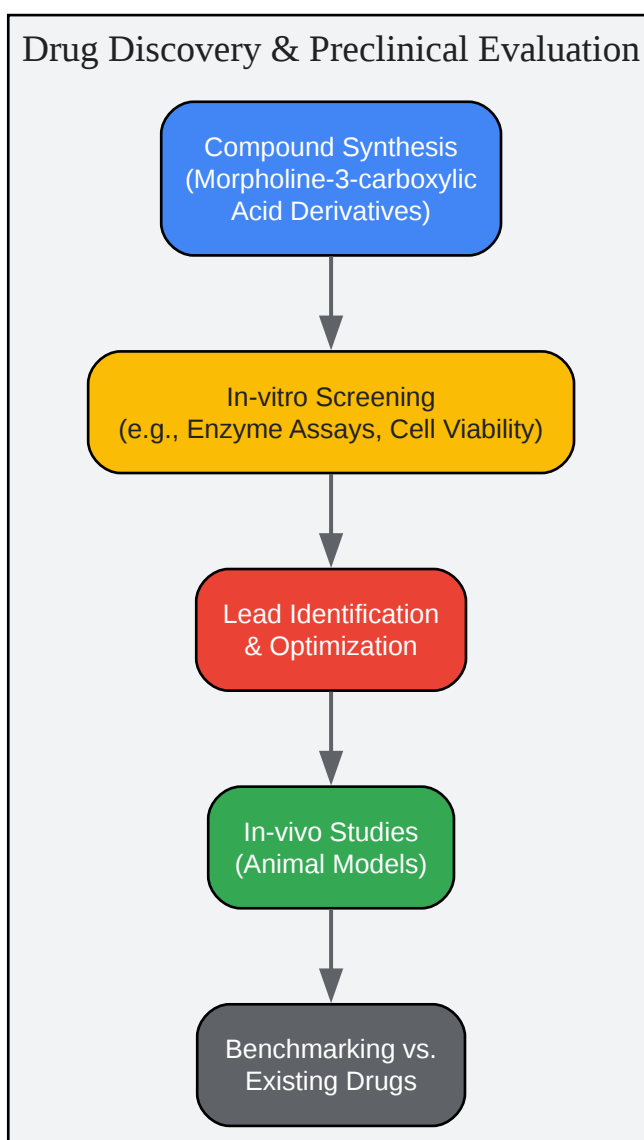 Drug Discovery & Preclinical Evaluation
Compound Synthesis
(Morpholine-3-carboxylic
Acid Derivatives)
In-vitro Screening
(e.g., Enzyme Assays, Cell Viability)
Lead Identification
& Optimization
In-vivo Studies
(Animal Models)
Benchmarking vs.
Existing Drugs